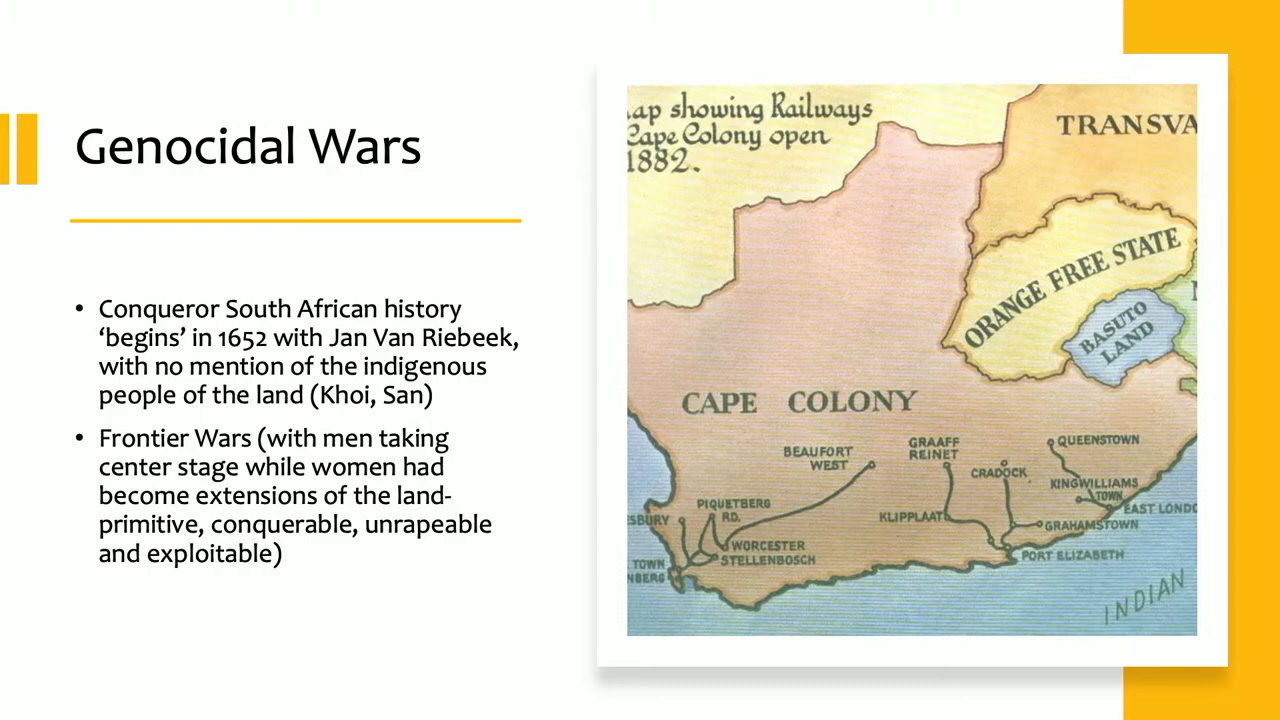 Genocidal Wars
• Conqueror South African history
‘begins’ in 1652 with Jan Van Riebeek,
with no mention of the indigenous
people of the land (Khoi, San)
• Frontier Wars (with men taking
center stage while women had
become extensions of the land-
primitive, conquerable, unrapeable
and exploitable)
ap showing Railways
Cape Colony open
1882.
TRANSVA
ORANGE FREE STATE
BASUTO
LAND
CAPE COLONY
BEAUFORT
WEST
GRAAFF
REINET
CRADOCK
QUEENSTOWN
KINGWILLIAMS
TOWN
EAST LONDO
PIQUETBERG
RD.
KLIPPLAAT
GRAHAMSTOWN
SBURY
WORCESTER
STELLENBOSCH
PORT ELIZABETH
TOWN
NBERG
INDIAN